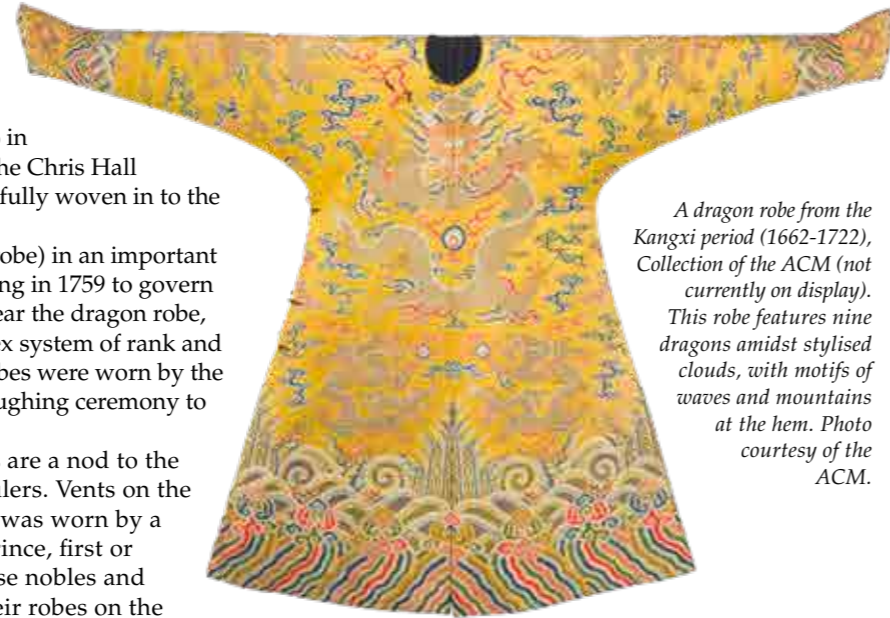 in
he Chris Hall
fully woven in to the
obe) in an important
ng in 1759 to govern
ear the dragon robe,
ex system of rank and
bes were worn by the
ughing ceremony to
are a nod to the
ilers. Vents on the
was worn by a
rince, first or
se nobles and
eir robes on the
A dragon robe from the
Kangxi period (1662-1722),
Collection of the ACM (not
currently on display).
This robe features nine
dragons amidst stylised
clouds, with motifs of
waves and mountains
at the hem. Photo
courtesy of the
ACM.